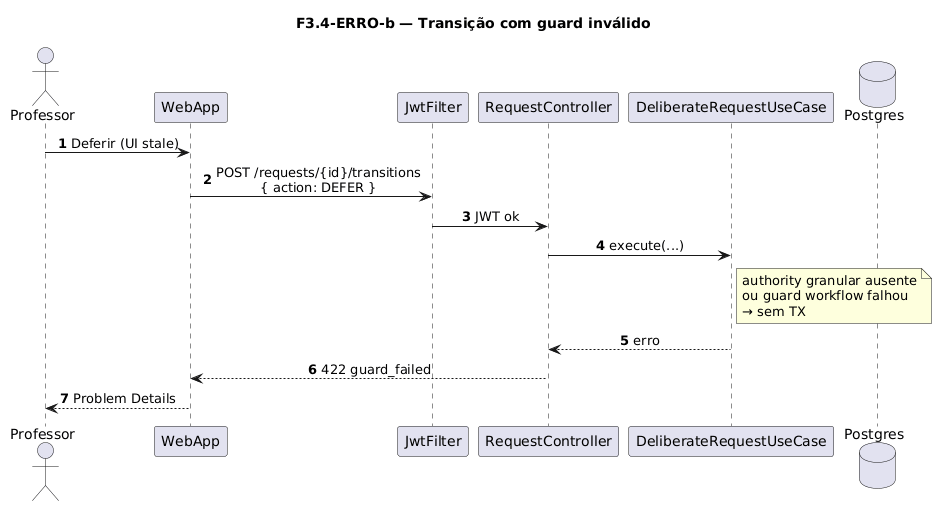 F3.4-ERRO-b — Transição com guard inválido
Professor
WebApp
JwtFilter
RequestController
DeliberateRequestUseCase
Postgres
1 Deferir (UI stale)
2 POST /requests/{id}/transitions
{ action: DEFER }
3 JWT ok
4 execute(...)
authority granular ausente
ou guard workflow falhou
→ sem TX
5 erro
6 422 guard_failed
7 Problem Details
Professor
WebApp
JwtFilter
RequestController
DeliberateRequestUseCase
Postgres